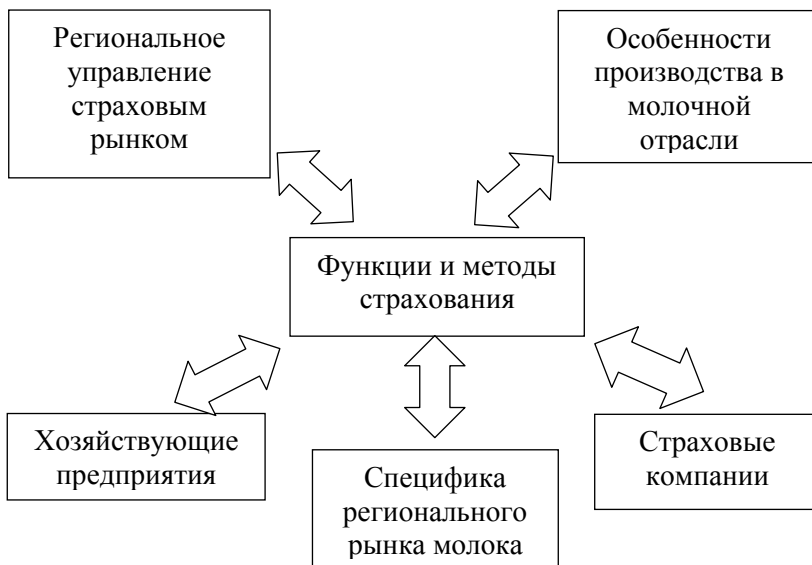 Региональное
управление
страховым
рынком
Особенности
производства в
молочной
отрасли
Функции и методы
страхования
Хозяйствующие
предприятия
Специфика
регионального
рынка молока
Страховые
компании